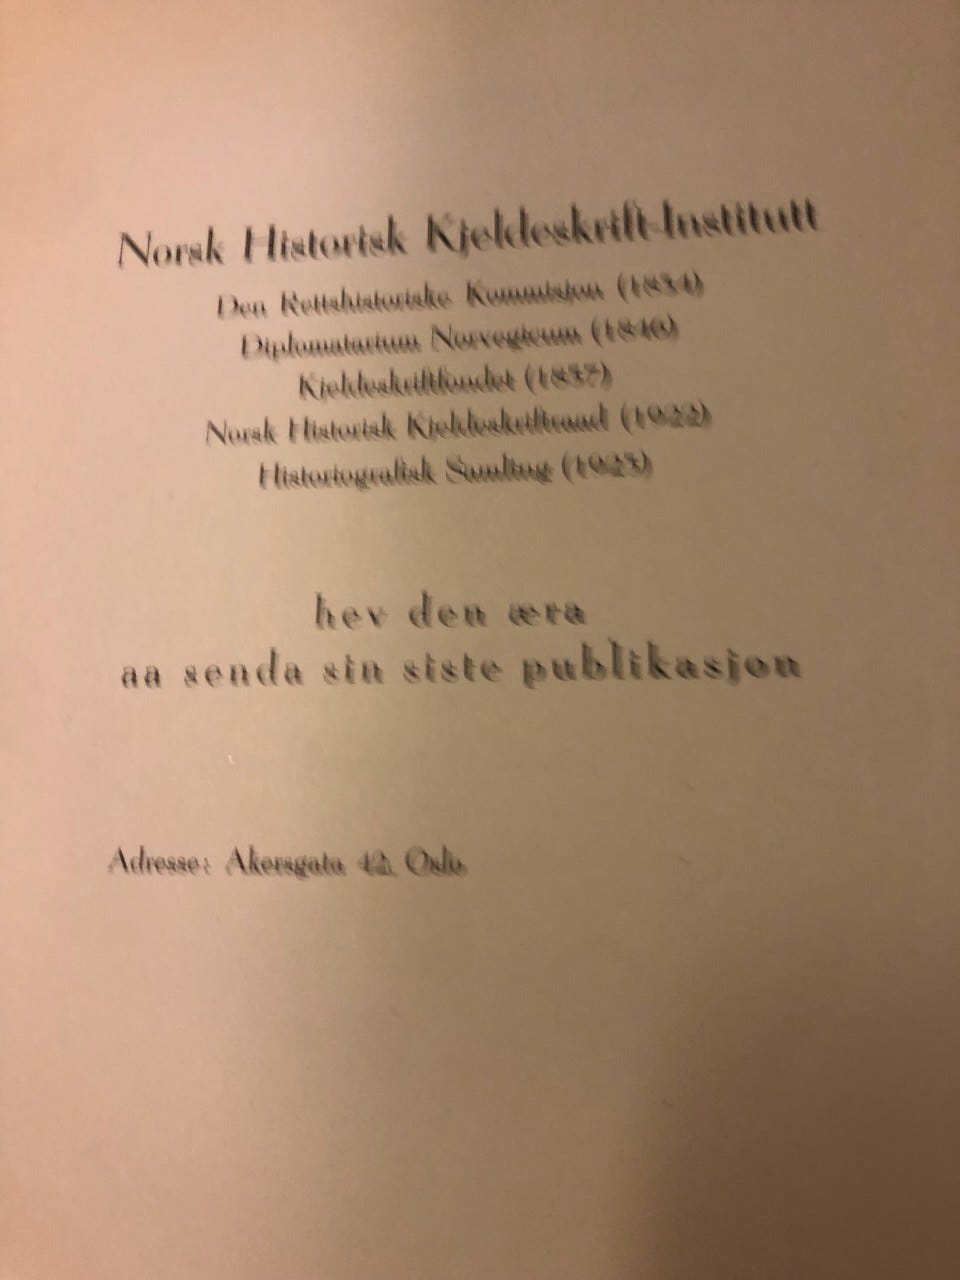 Norsk Historisk Kjeldeskrift-Institutt
Den Rettshistoriske Kommisjon (1834)
Diplomatarium Norvegicum (1846)
Kjeldeskriftfondet (1857)
Norsk Historisk Kjeldeskriftraad (1922)
Historiografisk Samling (1925)
hev den æra
aa senda sin siste publikasjon
Adresse: Akersgata 42, Oslo.